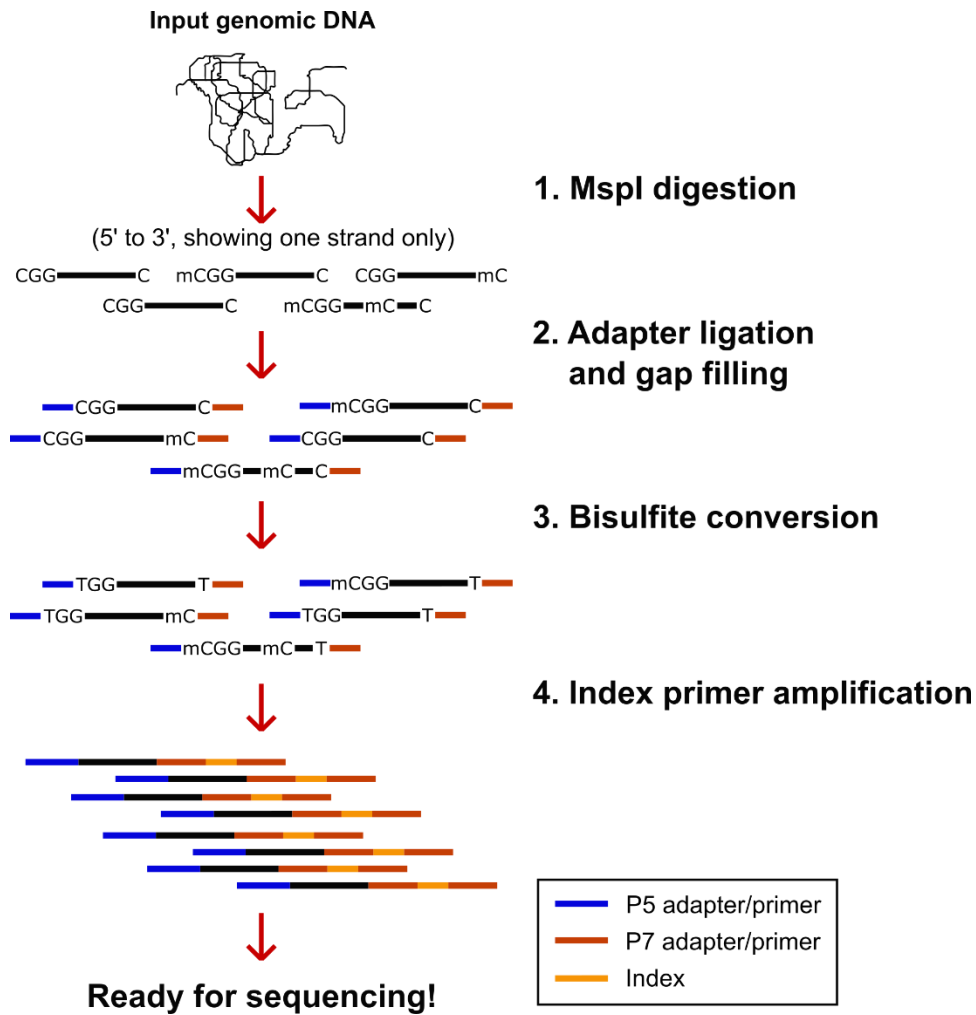 Input genomic DNA
1. MspI digestion
(5' to 3', showing one strand only)
CGG C mCGG C CGG mC
CGG C mCGG mC C
2. Adapter ligation
and gap filling
CGG C mCGG C
CGG mC CGG C
mCGG mC C
3. Bisulfite conversion
TGG T mCGG T
TGG mC TGG T
mCGG mC T
4. Index primer amplification
P5 adapter/primer
P7 adapter/primer
Index
Ready for sequencing!